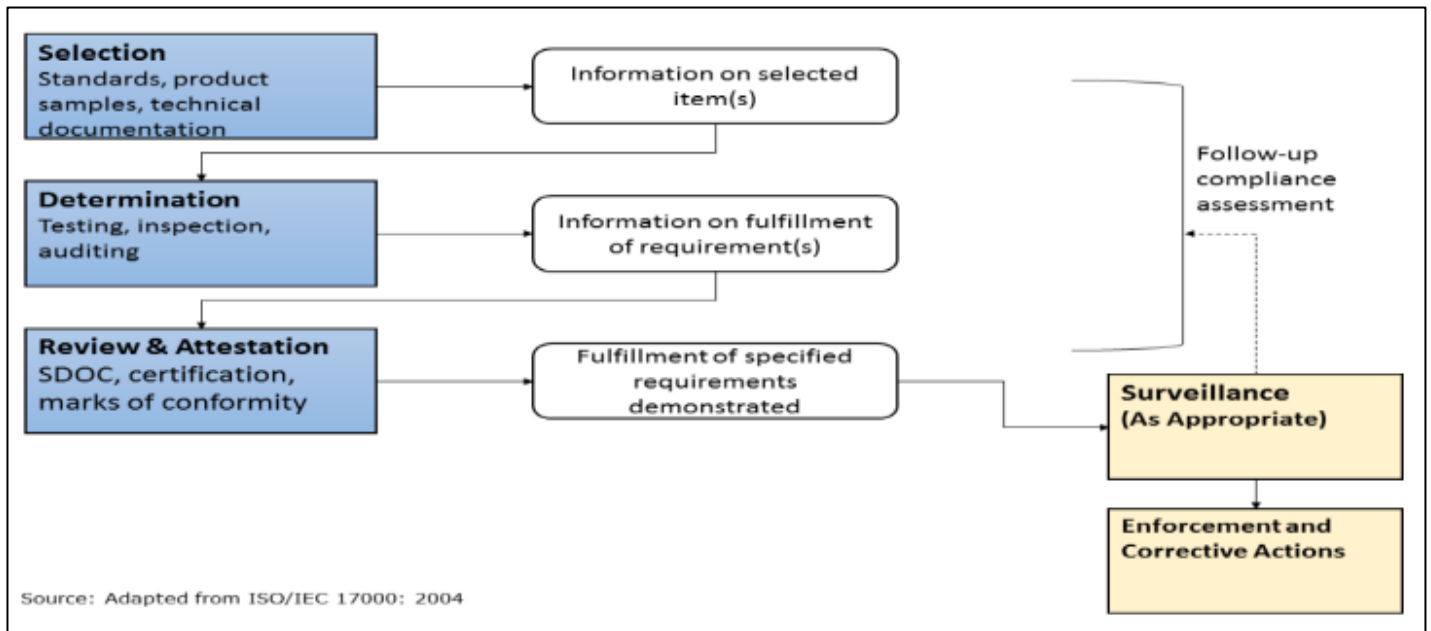 Selection
Standards, product
samples, technical
documentation
Information on selected
item(s)
Follow-up
compliance
assessment
Determination
Testing, inspection,
auditing
Information on fulfillment
of requirement(s)
Review & Attestation
SDOC, certification,
marks of conformity
Fulfillment of specified
requirements
demonstrated
Surveillance
(As Appropriate)
Enforcement and
Corrective Actions
Source: Adapted from ISO/IEC 17000: 2004